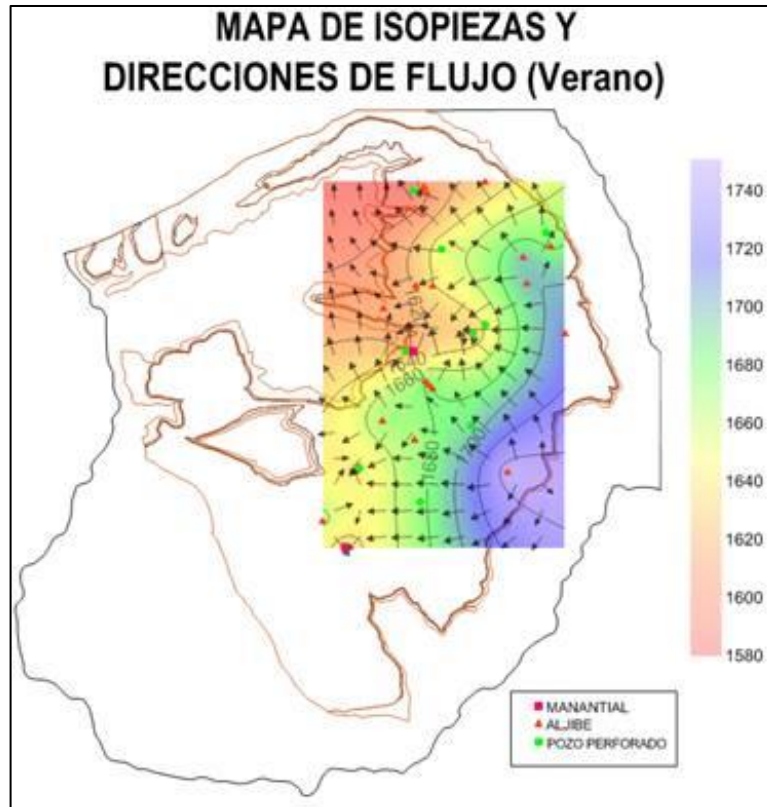 MAPA DE ISOPIEZAS Y
DIRECCIONES DE FLUJO (Verano)
1740
1720
1700
1680
1660
1640
1620
1600
1580
1660
1680
1700
MANANTIAL
ALJIBE
POZO PERFORADO